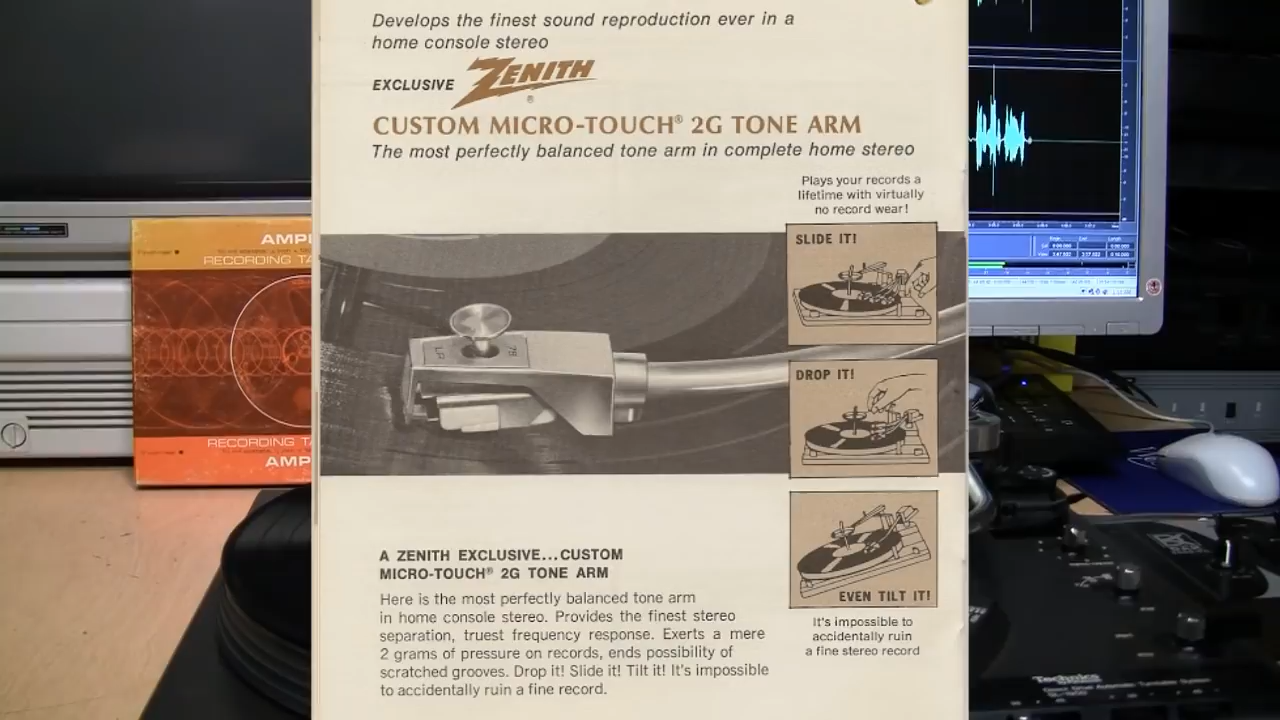 Develops the finest sound reproduction ever in a
home console stereo
EXCLUSIVE ZENITH®
CUSTOM MICRO-TOUCH® 2G TONE ARM
The most perfectly balanced tone arm in complete home stereo
Plays your records a
lifetime with virtually
no record wear!
SLIDE IT!
DROP IT!
EVEN TILT IT!
It's impossible to
accidentally ruin
a fine stereo record
LP
78
A ZENITH EXCLUSIVE...CUSTOM
MICRO-TOUCH® 2G TONE ARM
Here is the most perfectly balanced tone arm
in home console stereo. Provides the finest stereo
separation, truest frequency response. Exerts a mere
2 grams of pressure on records, ends possibility of
scratched grooves. Drop it! Slide it! Tilt it! It's impossible
to accidentally ruin a fine record.
AMP
RECORDING TA
RECORDING TA
AMP
Technics